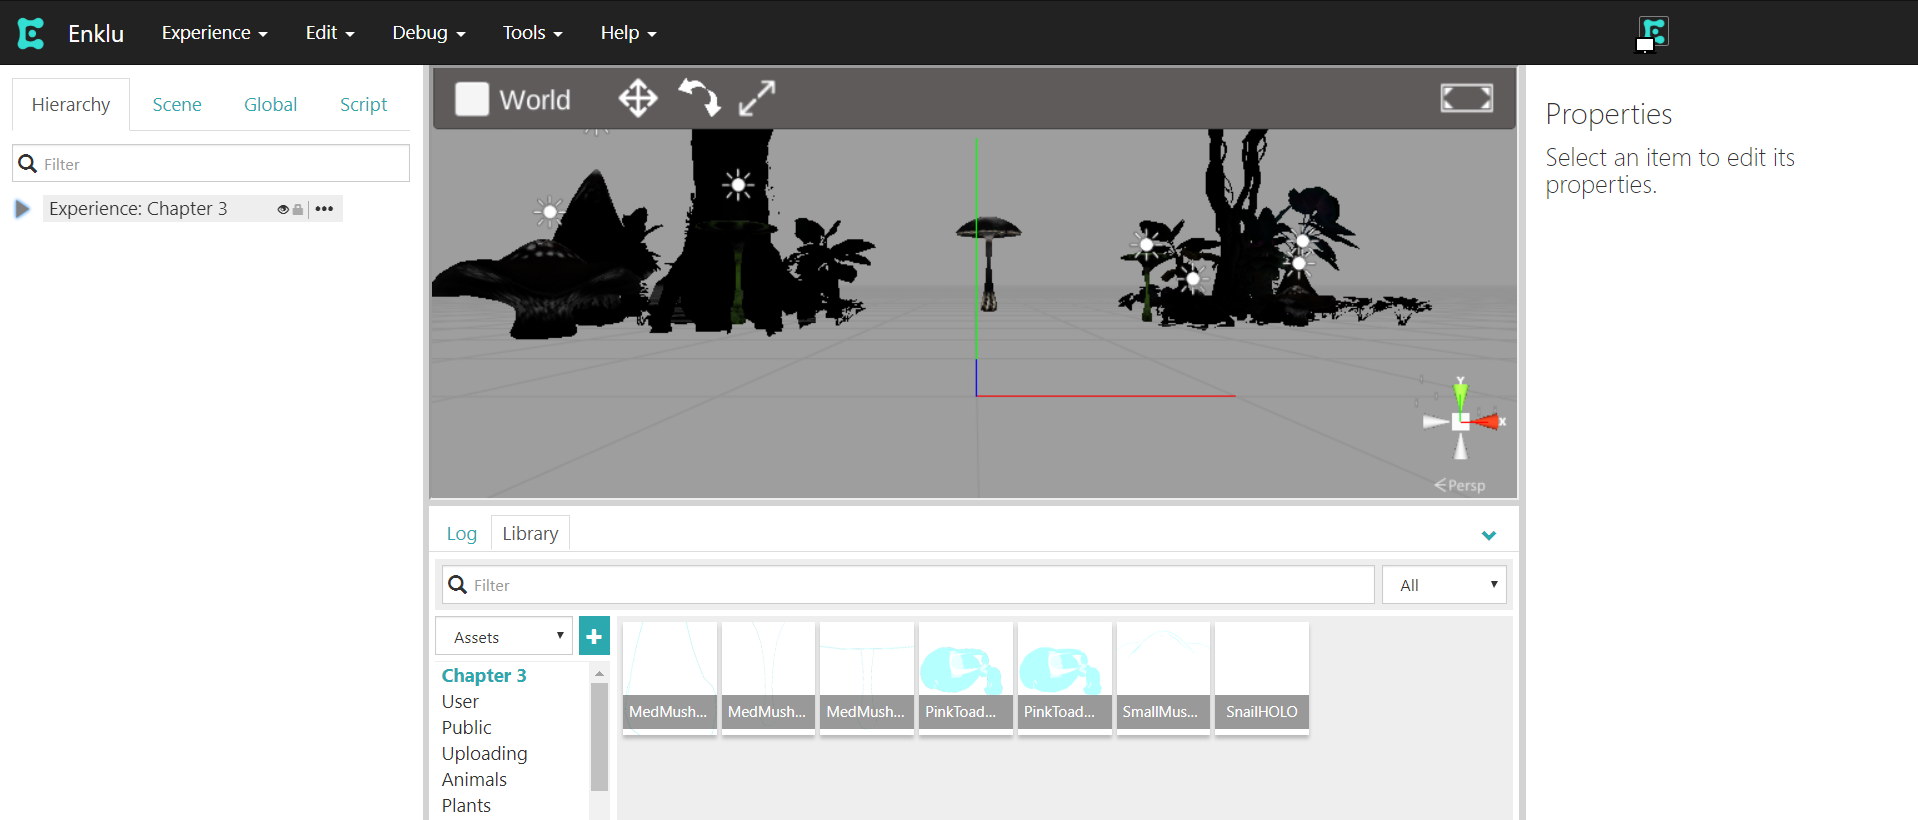 Enklu Experience Edit Debug Tools Help
Hierarchy Scene Global Script
Filter
Experience: Chapter 3
World
Y
X
Persp
Properties
Select an item to edit its
properties.
Log Library
Filter
All
Assets
Chapter 3
User
Public
Uploading
Animals
Plants
MedMush... MedMush... MedMush... PinkToad... PinkToad... SmallMus... SnailHOLO